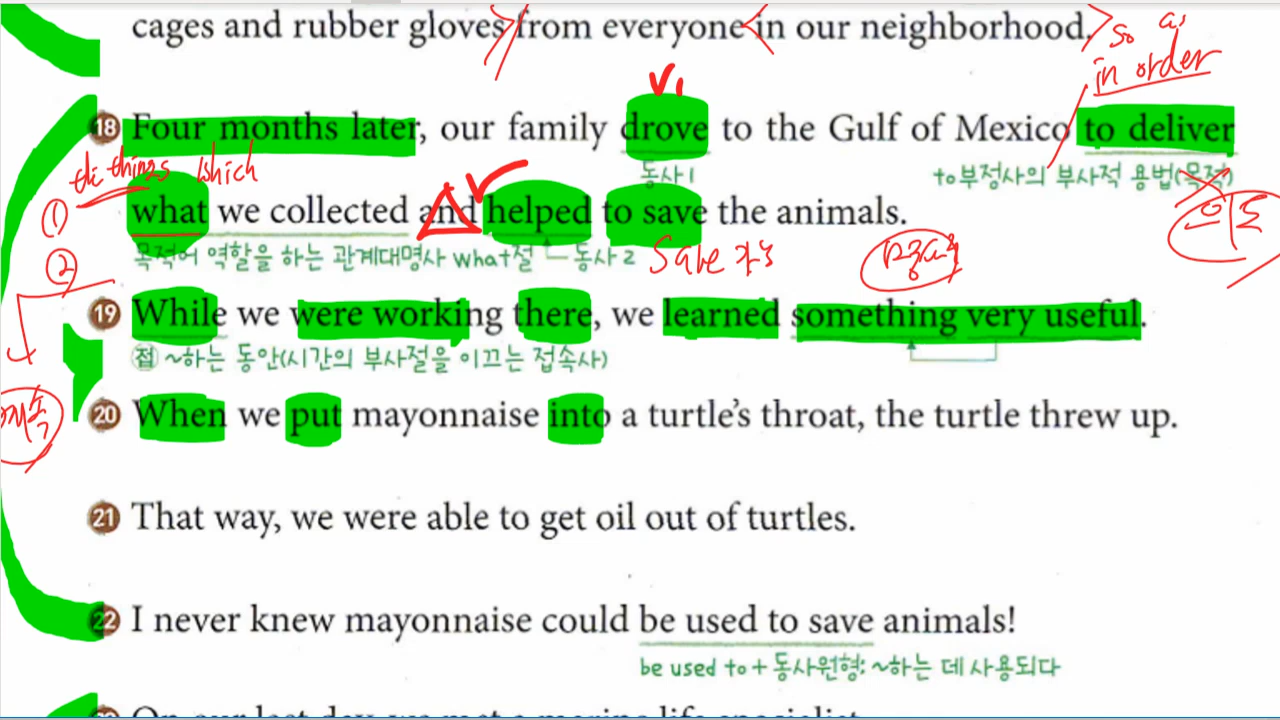 cages and rubber gloves from everyone in our neighborhood.
so as
in order
V1
18 Four months later, our family drove to the Gulf of Mexico to deliver
동사1
to부정사의 부사적 용법(목적)
the things which
의도
① what we collected and helped to save the animals.
목적어 역할을 하는 관계대명사 what절 동사 2
save
②
19 While we were working there, we learned something very useful.
접 ~하는 동안(시간의 부사절을 이끄는 접속사)
20 When we put mayonnaise into a turtle's throat, the turtle threw up.
21 That way, we were able to get oil out of turtles.
22 I never knew mayonnaise could be used to save animals!
be used to + 동사원형: ~하는 데 사용되다